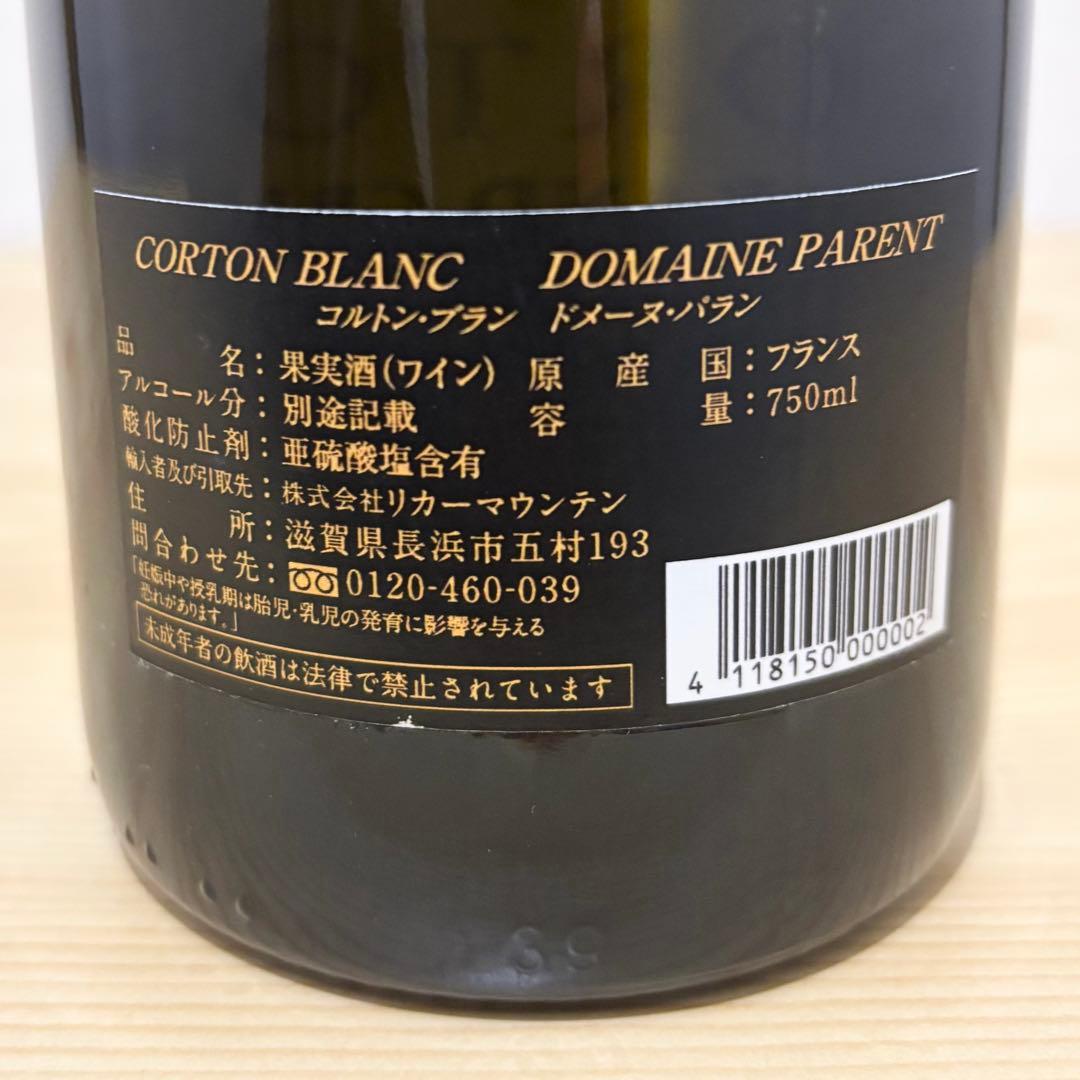 CORTON BLANC DOMAINE PARENT
コルトン・ブラン ドメーヌ・パラン
品名：果実酒(ワイン) 原産国：フランス
アルコール分：別途記載 容量：750ml
酸化防止剤：亜硫酸塩含有
輸入者及び引取先：株式会社リカーマウンテン
住所：滋賀県長浜市五村193
問合わせ先：0120-460-039
「妊娠中や授乳期は胎児・乳児の発育に影響を与える
恐れがあります。」
未成年者の飲酒は法律で禁止されています
4 118150 000002